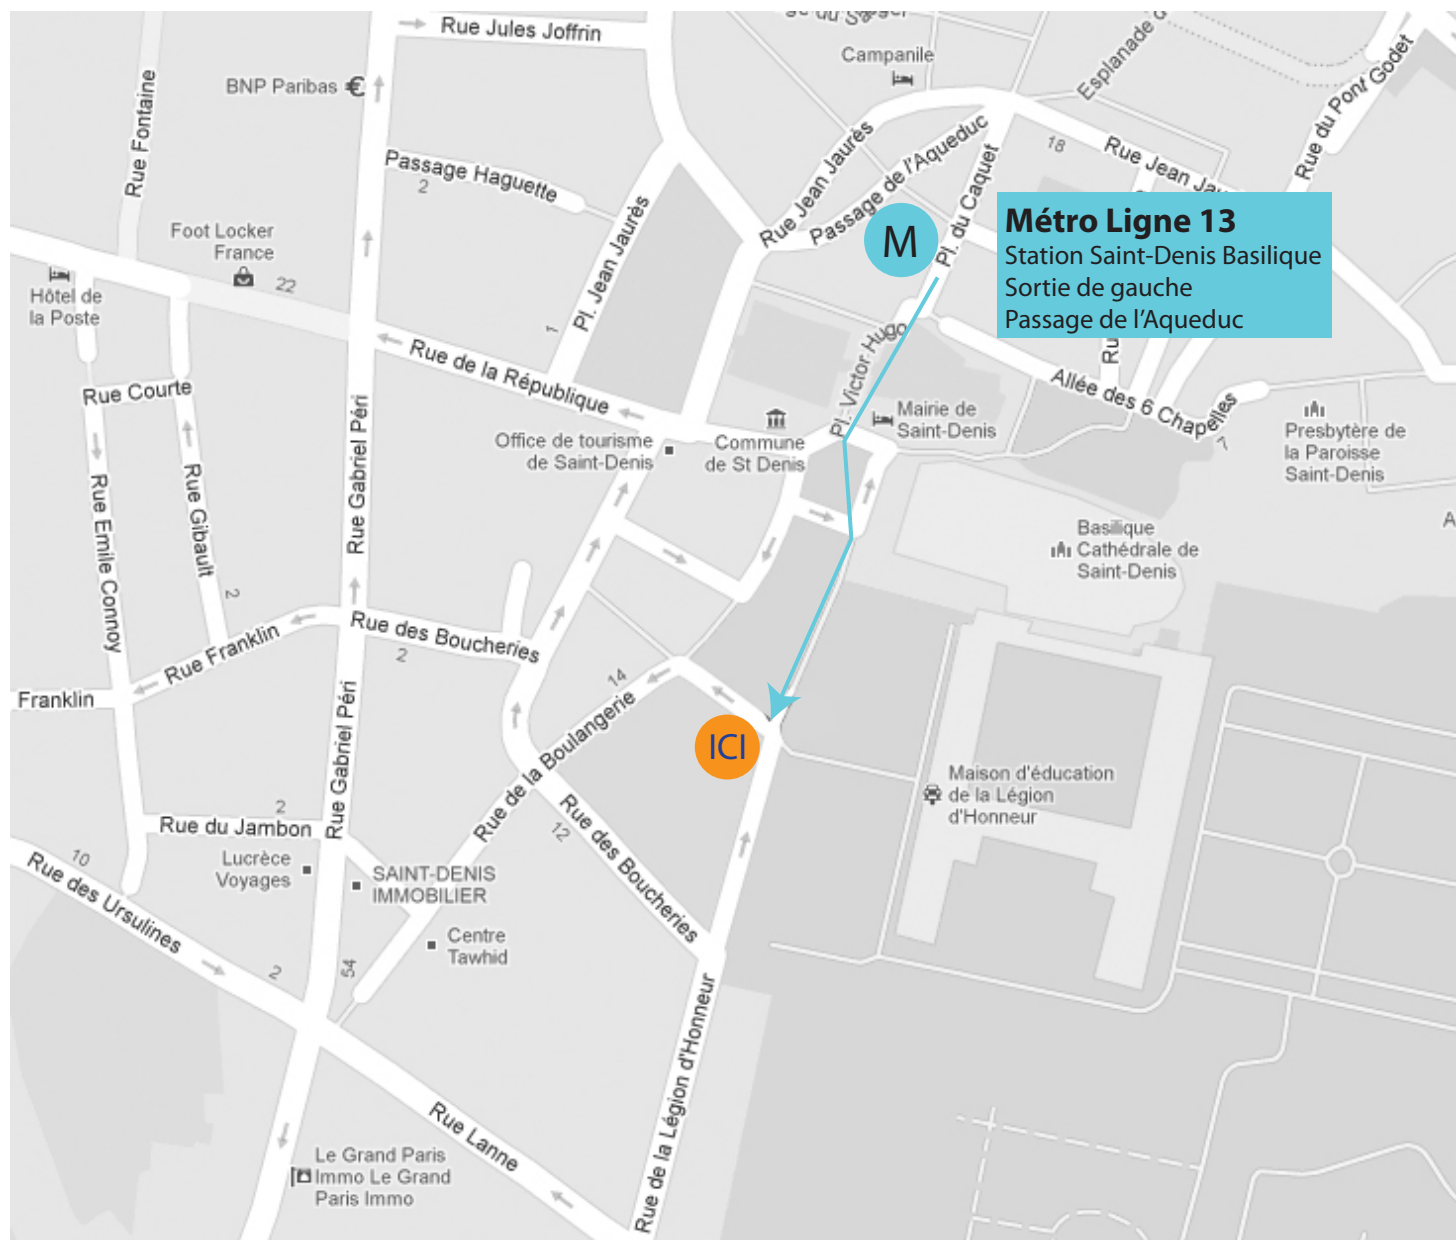 Rue Jules Joffrin
ge du Sager
Campanile
Esplanade
Rue du Pont Godet
BNP Paribas
Rue Fontaine
Passage Haguette
2
Rue Jean Jaurès
Passage de l'Aqueduc
18
Rue Jean Jau
Pl. du Caquet
M
Métro Ligne 13
Station Saint-Denis Basilique
Sortie de gauche
Passage de l'Aqueduc
Foot Locker
France
22
Hôtel de
la Poste
Pl. Jean Jaurès
1
Rue de la République
Pl. Victor Hugo
Ru
Allée des 6 Chapelles
7
Rue Courte
Rue Gabriel Péri
Office de tourisme
de Saint-Denis
Commune
de St Denis
Mairie de
Saint-Denis
Presbytère de
la Paroisse
Saint-Denis
A
Rue Emile Connoy
Rue Gibault
2
Basilique
Cathédrale de
Saint-Denis
Rue Franklin
Rue des Boucheries
2
Franklin
14
Rue de la Boulangerie
Rue Gabriel Péri
ICI
Maison d'éducation
de la Légion
d'Honneur
2
Rue du Jambon
12
Rue des Boucheries
10
Rue des Ursulines
Lucrèce
Voyages
SAINT-DENIS
IMMOBILIER
Centre
Tawhid
2
54
Rue de la Légion d'Honneur
Rue Lanne
Le Grand Paris
Immo Le Grand
Paris Immo